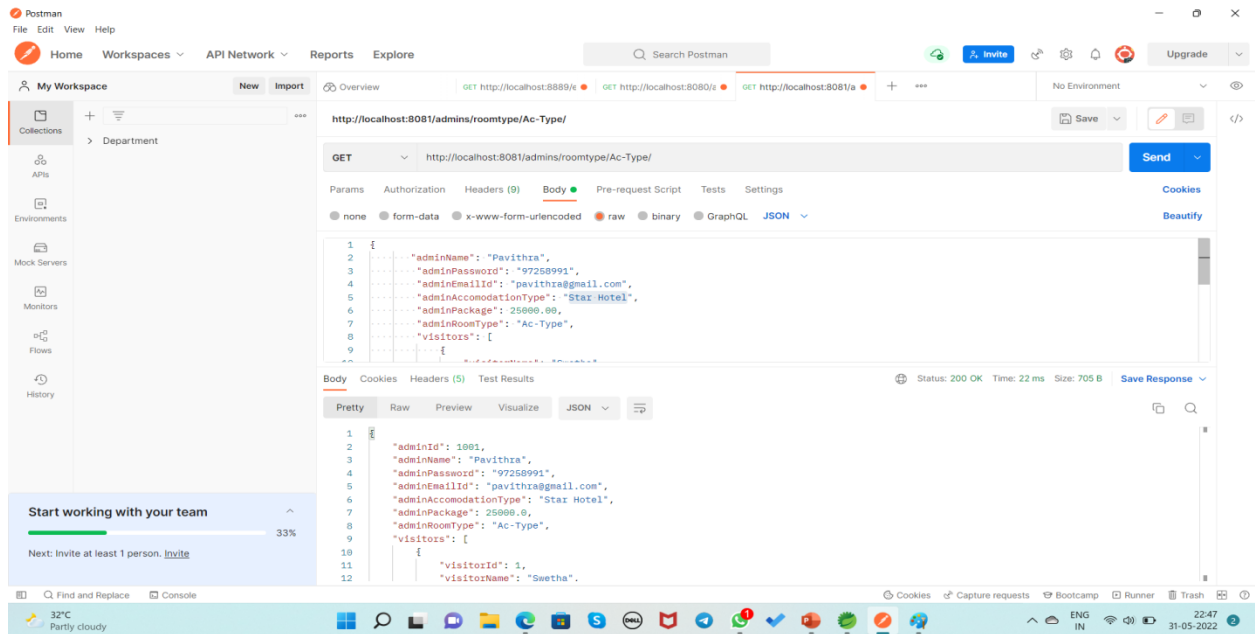 Postman
File Edit View Help
Home Workspaces API Network Reports Explore
Search Postman
Invite
Upgrade
My Workspace
New Import
Overview
GET http://localhost:8889/e
GET http://localhost:8080/a
GET http://localhost:8081/a
No Environment
Collections
APIs
Environments
Mock Servers
Monitors
Flows
History
Department
http://localhost:8081/admins/roomtype/Ac-Type/
Save
GET http://localhost:8081/admins/roomtype/Ac-Type/
Send
Params Authorization Headers (9) Body Pre-request Script Tests Settings
Cookies
none form-data x-www-form-urlencoded raw binary GraphQL JSON
Beautify
1 {
2 "adminName": "Pavithra",
3 "adminPassword": "97258991",
4 "adminEmailId": "pavithra@gmail.com",
5 "adminAccomodationType": "Star Hotel",
6 "adminPackage": 25000.00,
7 "adminRoomType": "Ac-Type",
8 "visitors": [
9 {
Body Cookies Headers (5) Test Results
Status: 200 OK Time: 22 ms Size: 705 B Save Response
Pretty Raw Preview Visualize JSON
1 {
2 "adminId": 1001,
3 "adminName": "Pavithra",
4 "adminPassword": "97258991",
5 "adminEmailId": "pavithra@gmail.com",
6 "adminAccomodationType": "Star Hotel",
7 "adminPackage": 25000.0,
8 "adminRoomType": "Ac-Type",
9 "visitors": [
10 {
11 "visitorId": 1,
12 "visitorName": "Swetha".
Start working with your team
33%
Next: Invite at least 1 person. Invite
Find and Replace Console
Cookies Capture requests Bootcamp Runner Trash
32°C
Partly cloudy
DELL
1
ENG
IN
22:47
31-05-2022
2